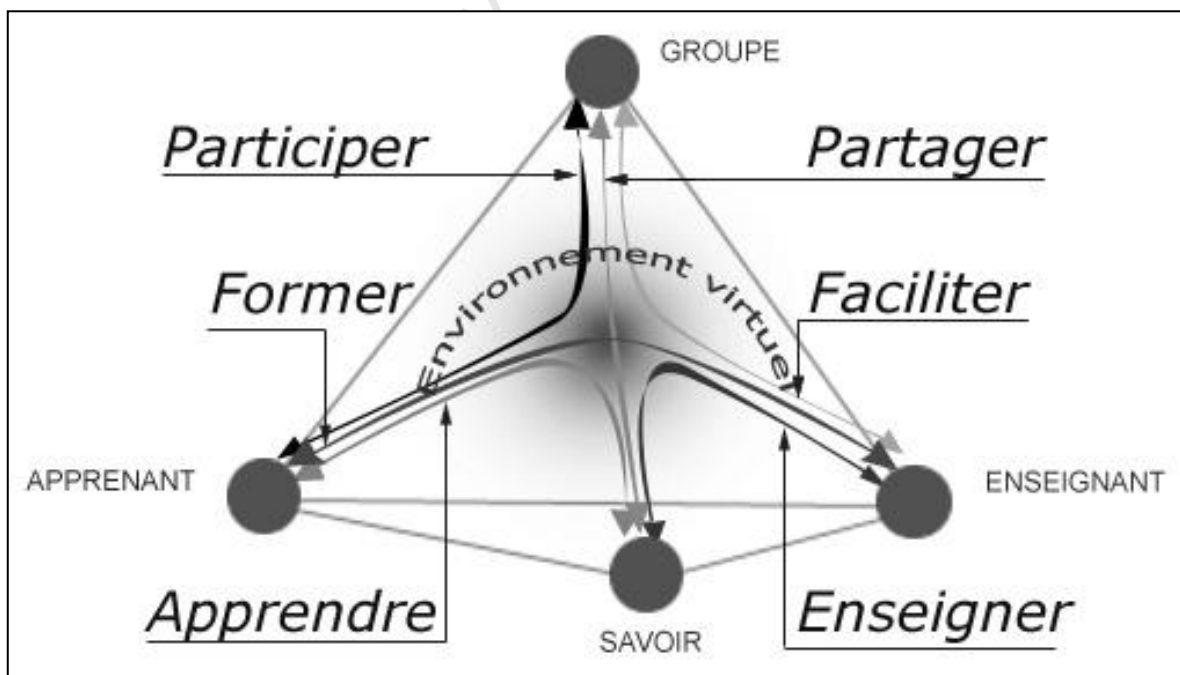 GROUPE
Participer
Partager
Environnement virtuel
Former
Faciliter
APPRENANT
ENSEIGNANT
Apprendre
Enseigner
SAVOIR